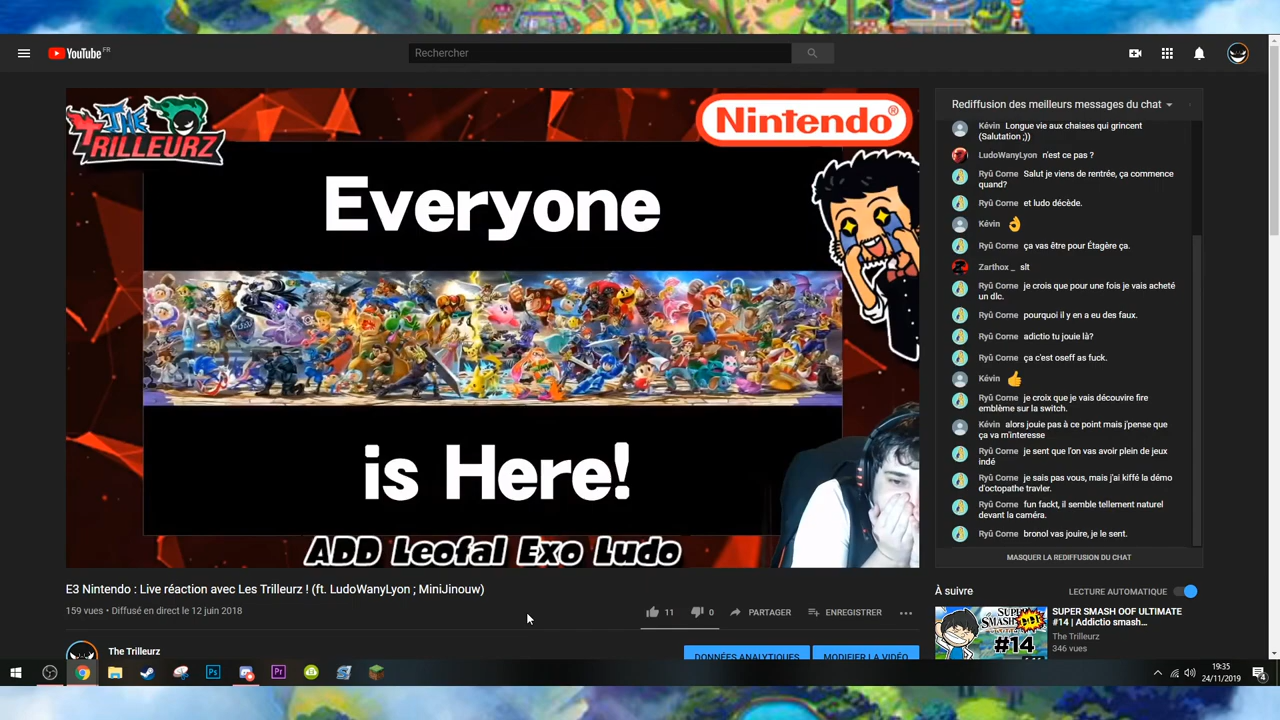 YouTube FR
Rechercher
THE TRILLEURZ
Nintendo®
Everyone
is Here!
ADD Leofal Exo Ludo
Rediffusion des meilleurs messages du chat
Kévin Longue vie aux chaises qui grincent
(Salutation ;))
LudoWanyLyon n'est ce pas ?
Ryû Corne Salut je viens de rentrée, ça commence
quand?
Ryû Corne et ludo décède.
Kévin 👌
Ryû Corne ça vas être pour Étagère ça.
Zarthox _ slt
Ryû Corne je crois que pour une fois je vais acheté
un dlc.
Ryû Corne pourquoi il y en a eu des faux.
Ryû Corne adictio tu jouie là?
Ryû Corne ça c'est oseff as fuck.
Kévin 👍
Ryû Corne je croix que je vais découvire fire
emblème sur la switch.
Kévin alors jouie pas à ce point mais j'pense que
ça va m'interesse
Ryû Corne je sent que l'on vas avoir plein de jeux
indé
Ryû Corne je sais pas vous, mais j'ai kiffé la démo
d'octopathe travler.
Ryû Corne fun fackt, il semble tellement naturel
devant la caméra.
Ryû Corne bronol vas jouire, je le sent.
MASQUER LA REDIFFUSION DU CHAT
E3 Nintendo : Live réaction avec Les Trilleurz ! (ft. LudoWanyLyon ; MiniJinouw)
159 vues • Diffusé en direct le 12 juin 2018
11
0
PARTAGER
ENREGISTRER
The Trilleurz
DONNÉES ANALYTIQUES
MODIFIER LA VIDÉO
À suivre
LECTURE AUTOMATIQUE
#14
SUPER SMASH OOF ULTIMATE
#14 | Addictio smash...
The Trilleurz
346 vues
Ps
Pr
19:35
24/11/2019
4